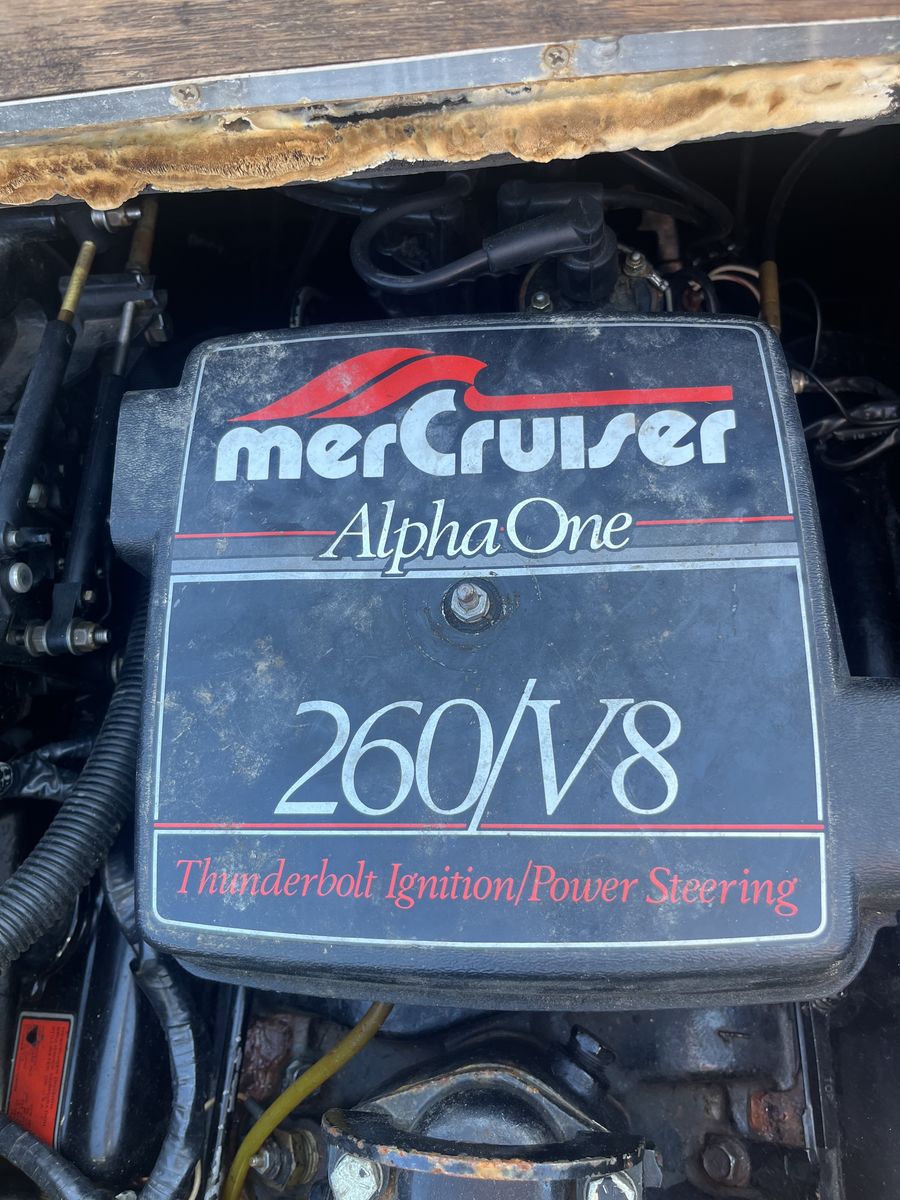 merCruiser
Alpha One
260/V8
Thunderbolt Ignition/Power Steering